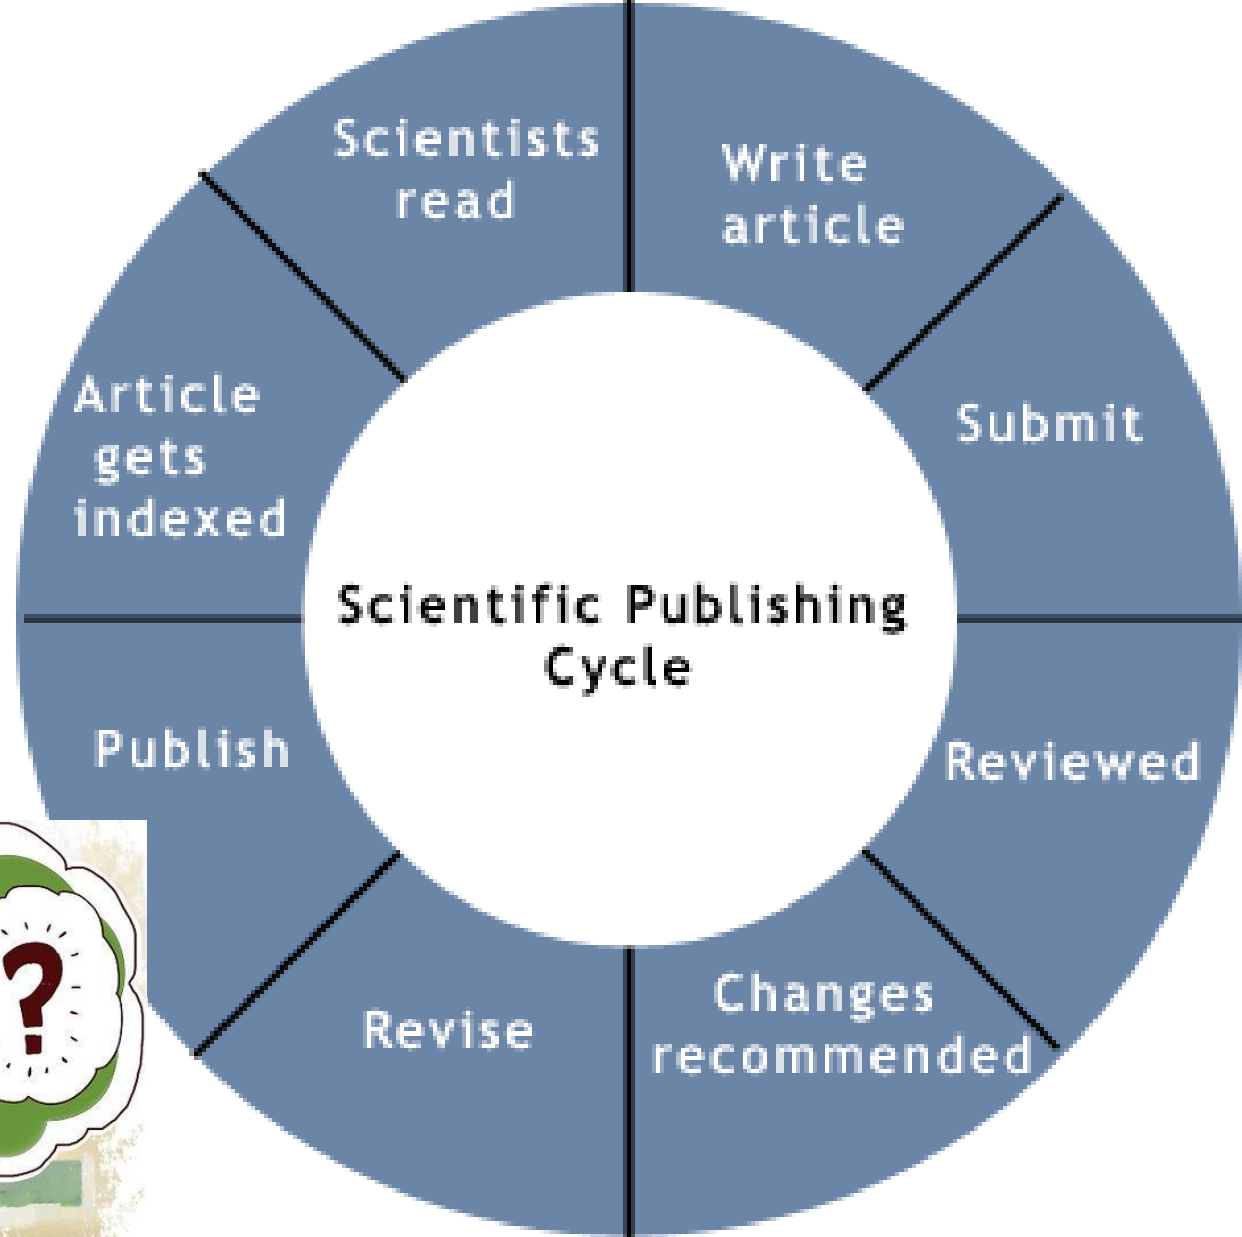 Scientific Publishing
Cycle
Write
article
Submit
Reviewed
Changes
recommended
Revise
Publish
Article
gets
indexed
Scientists
read
?